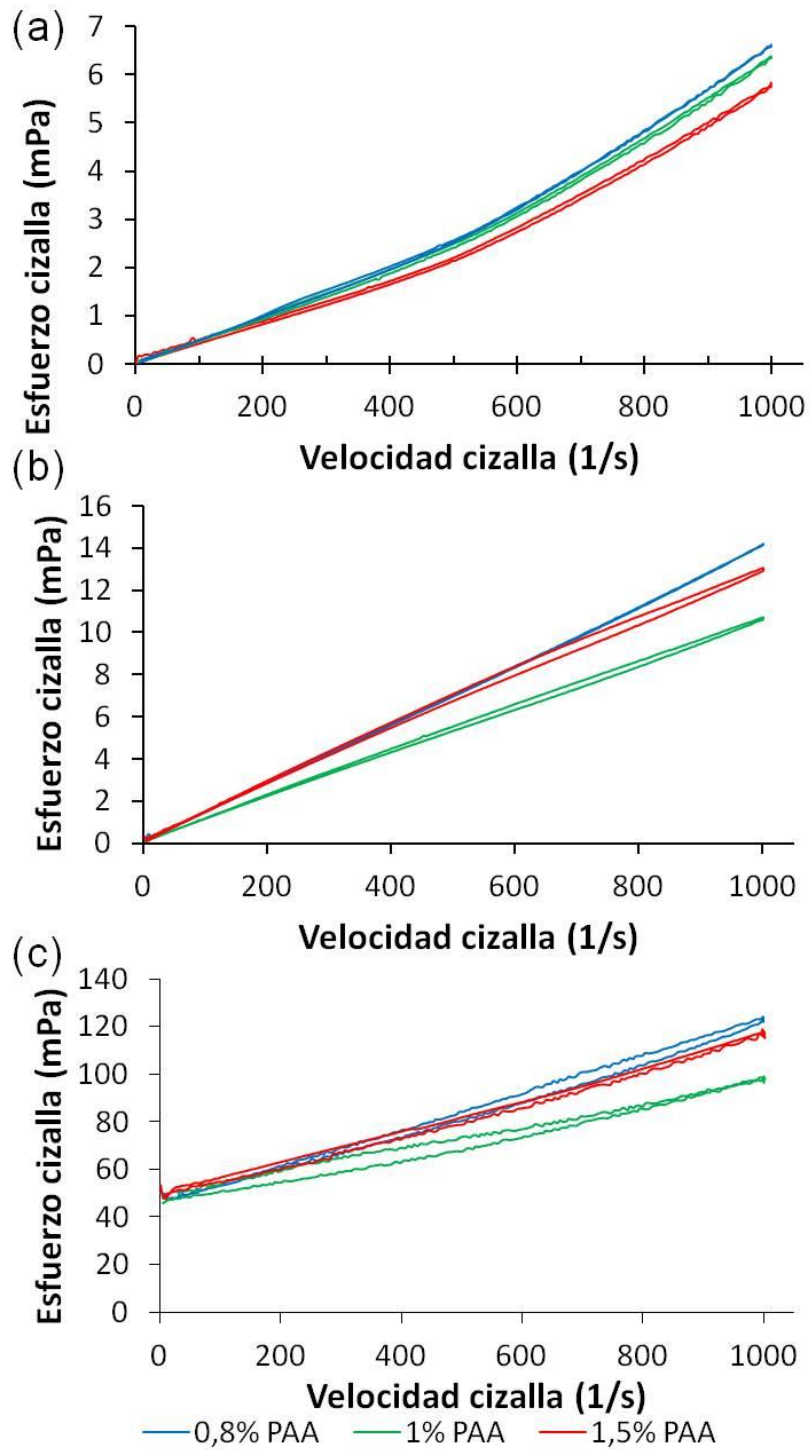 (a)
Esfuerzo cizalla (mPa)
7
6
5
4
3
2
1
0
0 200 400 600 800 1000
Velocidad cizalla (1/s)
(b)
Esfuerzo cizalla (mPa)
16
14
12
10
8
6
4
2
0
0 200 400 600 800 1000
Velocidad cizalla (1/s)
(c)
Esfuerzo cizalla (mPa)
140
120
100
80
60
40
20
0
0 200 400 600 800 1000
Velocidad cizalla (1/s)
0,8% PAA 1% PAA 1,5% PAA